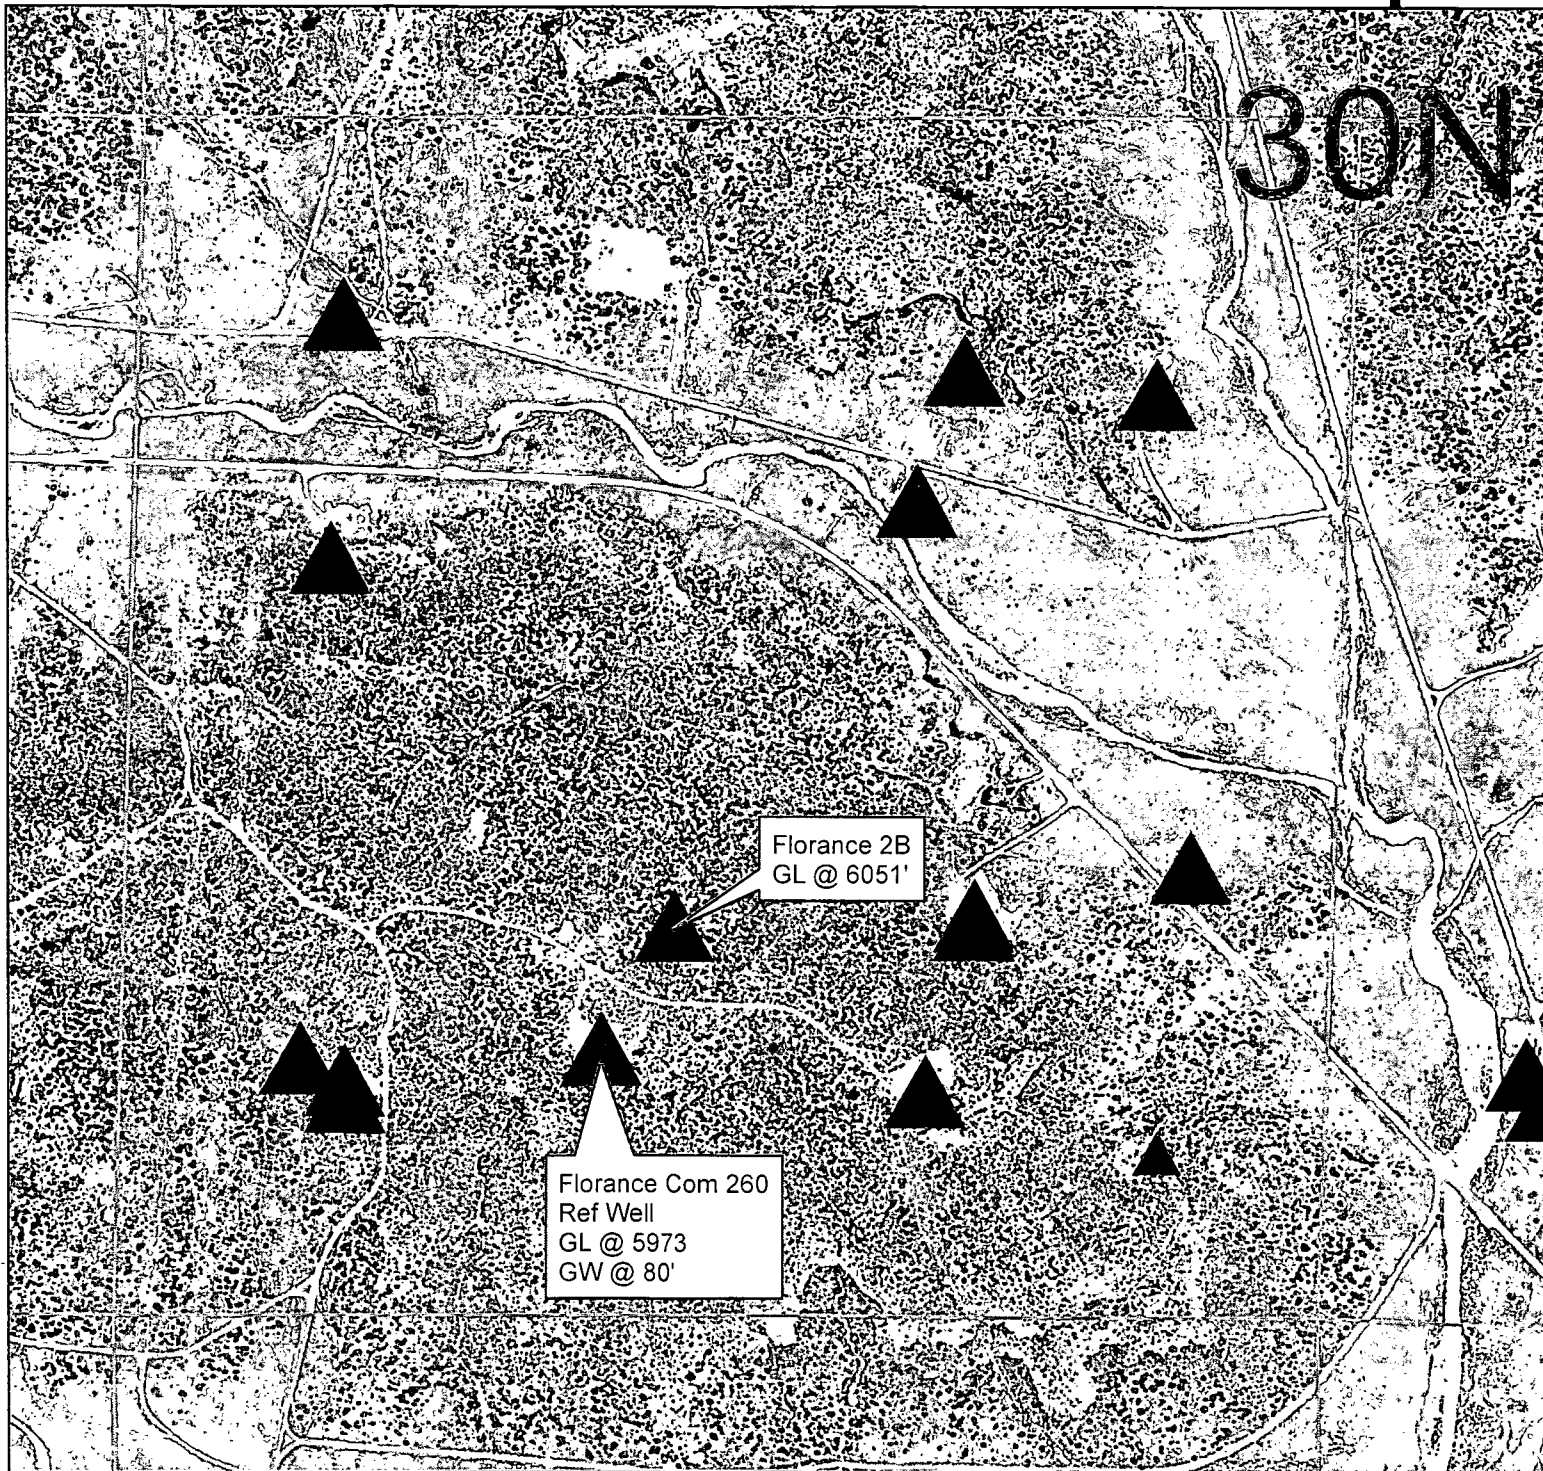 30N
Florance 2B
GL @ 6051'
Florance Com 260
Ref Well
GL @ 5973
GW @ 80'